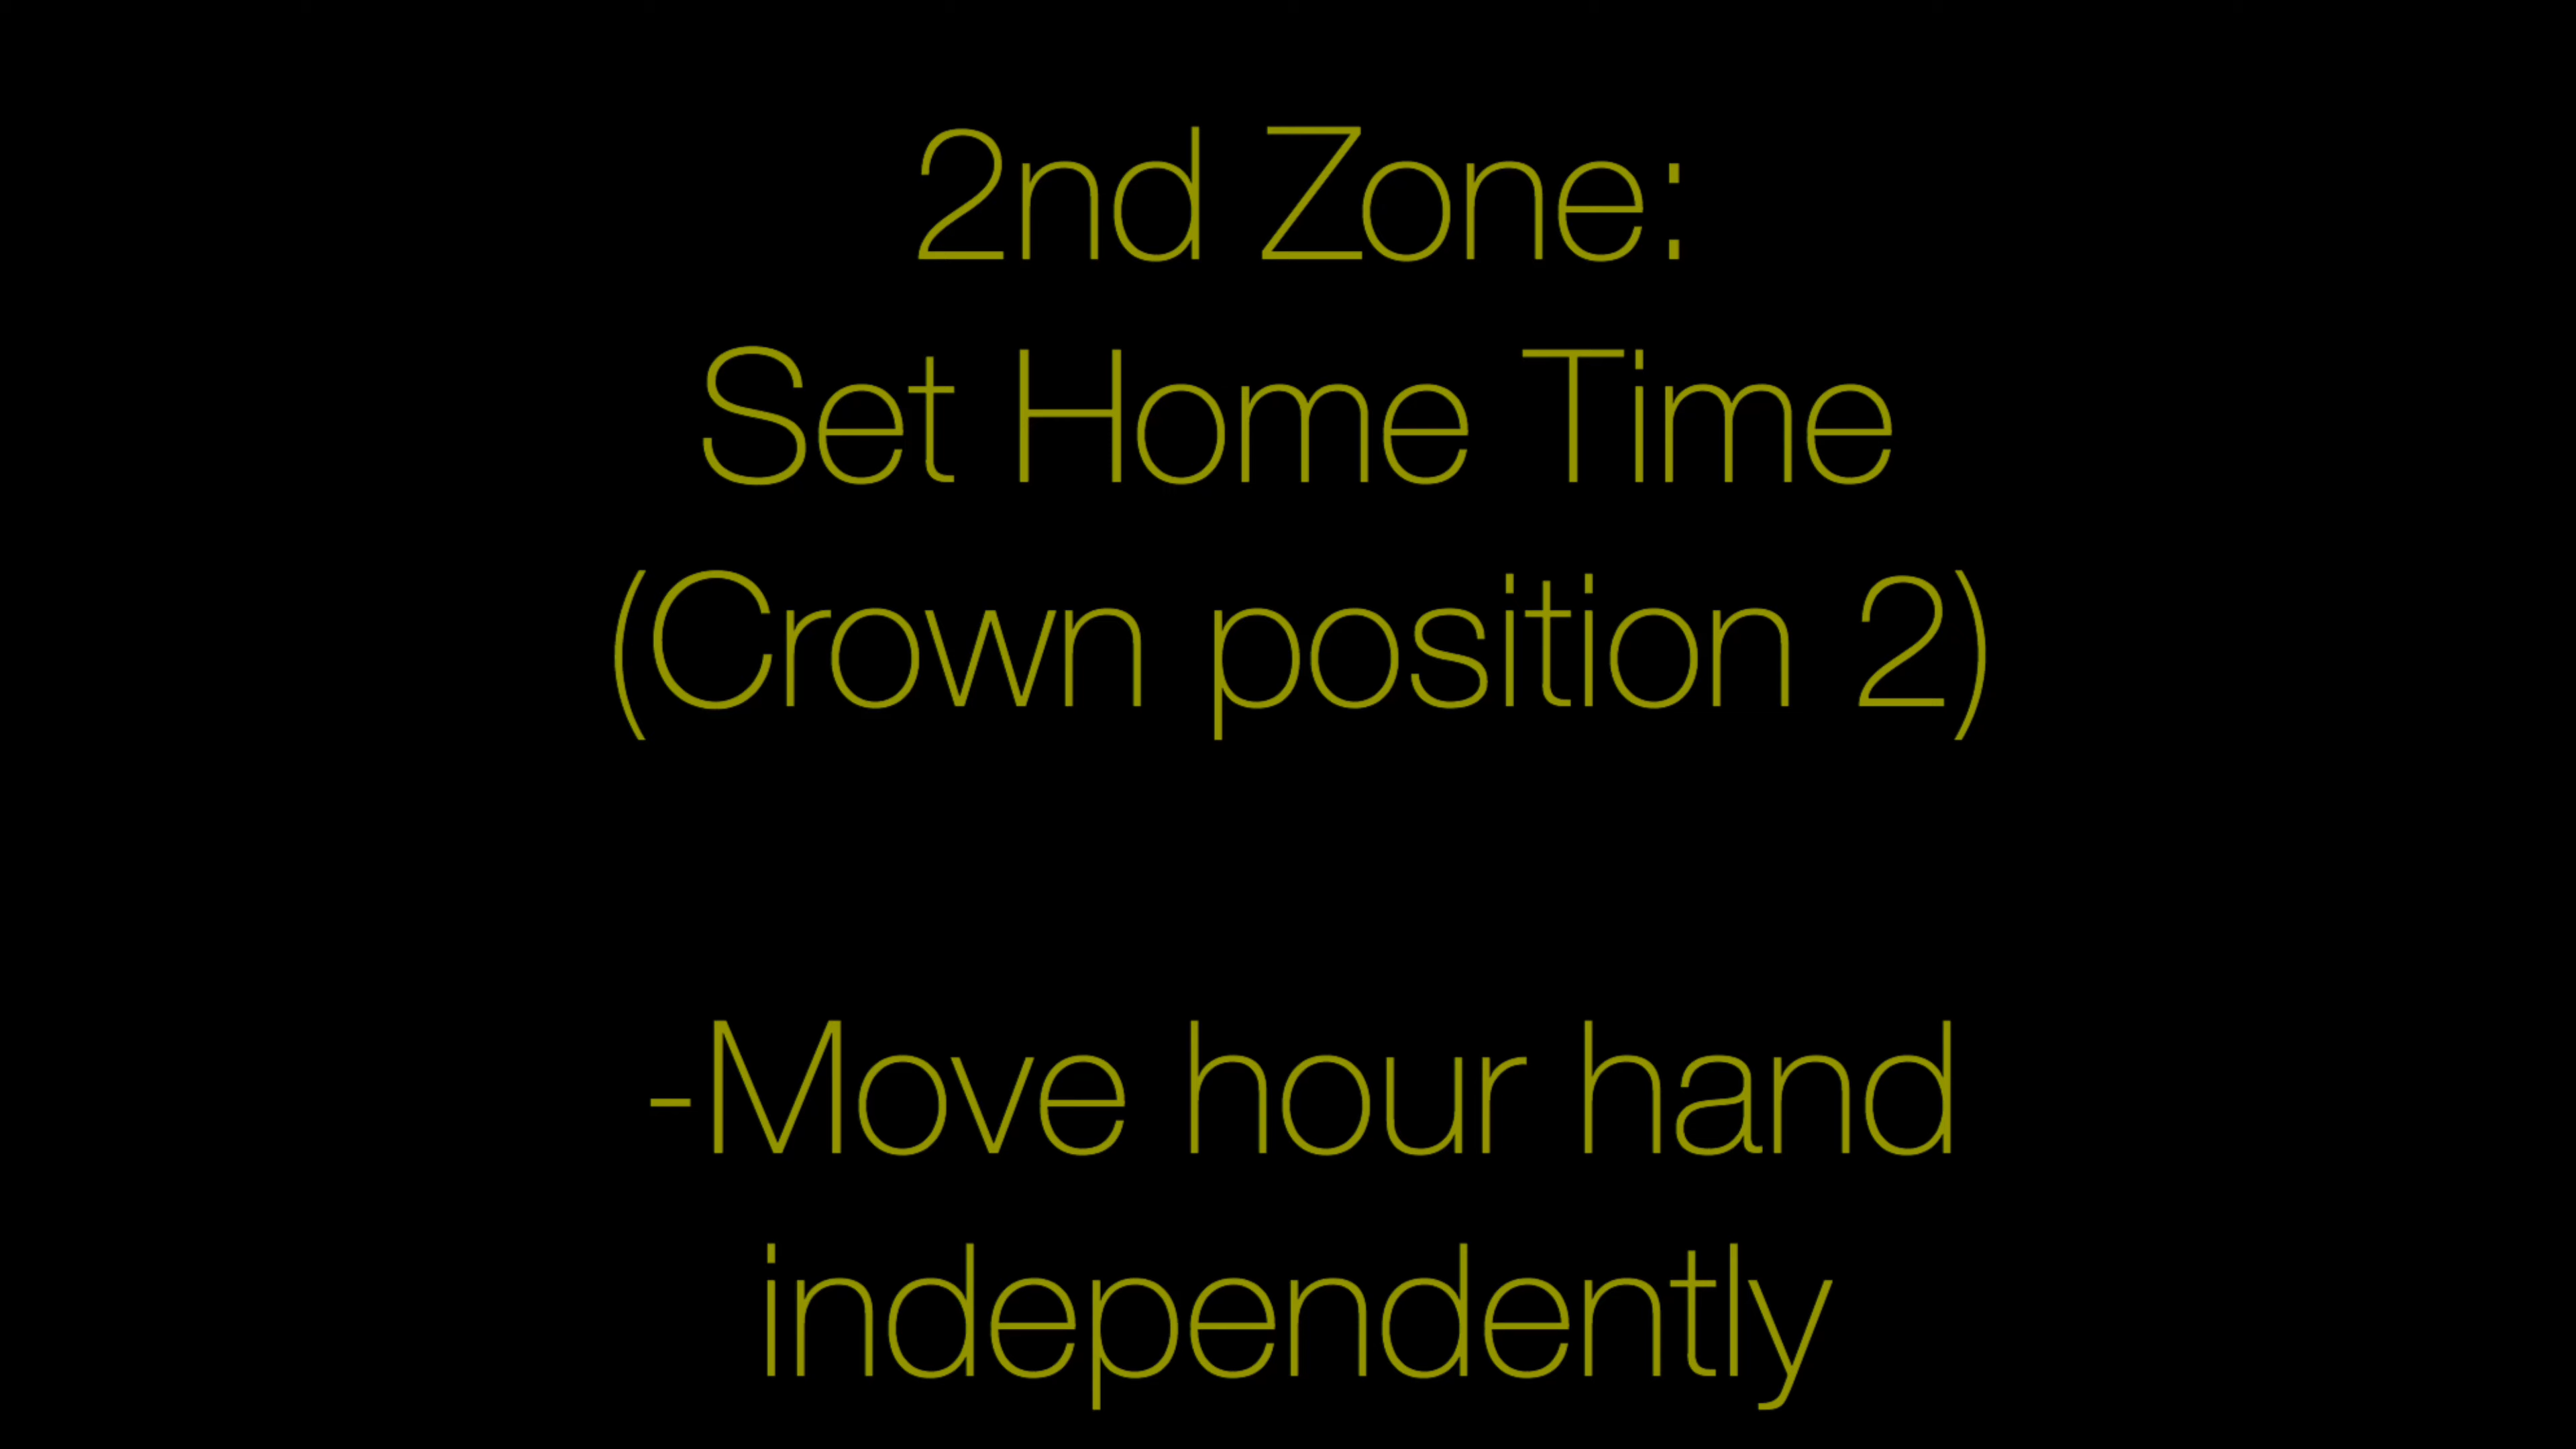 2nd Zone:
Set Home Time
(Crown position 2)
-Move hour hand
independently